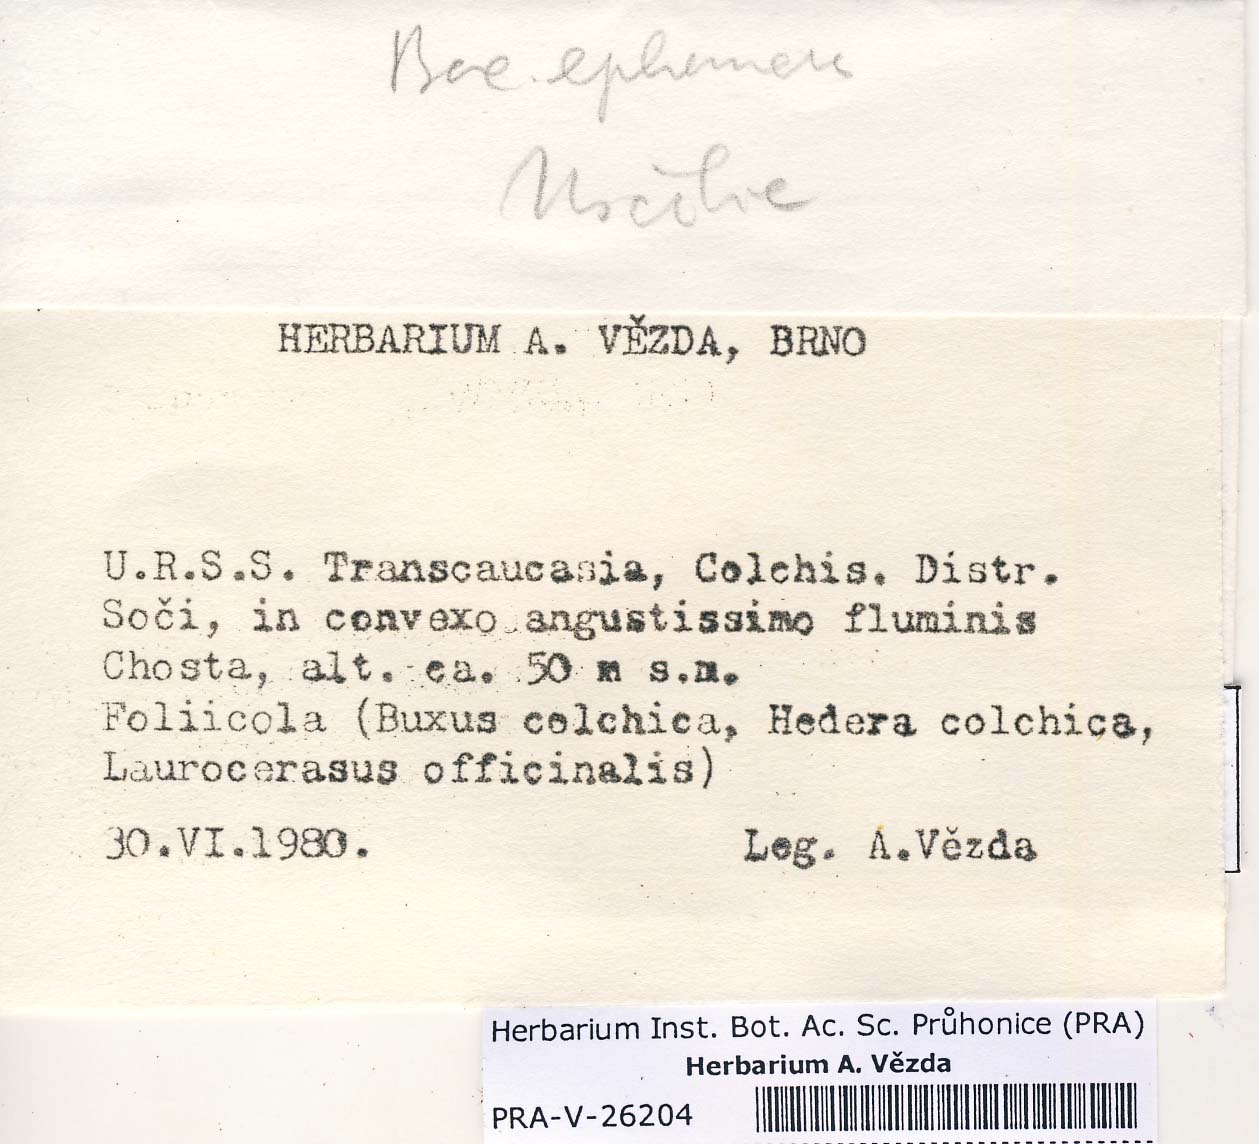 Bac. ephemera
HERBARIUM A. VĚZDA, BRNO
U.R.S.S. Transcaucasia, Colchis. Distr.
Soči, in convexo angustissimo fluminis
Chosta, alt. ca. 50 m s.m.
Foliicola (Buxus colchica, Hedera colchica,
Laurocerasus officinalis)
30.VI.1980. Leg. A.Vězda
Herbarium Inst. Bot. Ac. Sc. Průhonice (PRA)
Herbarium A. Vězda
PRA-V-26204